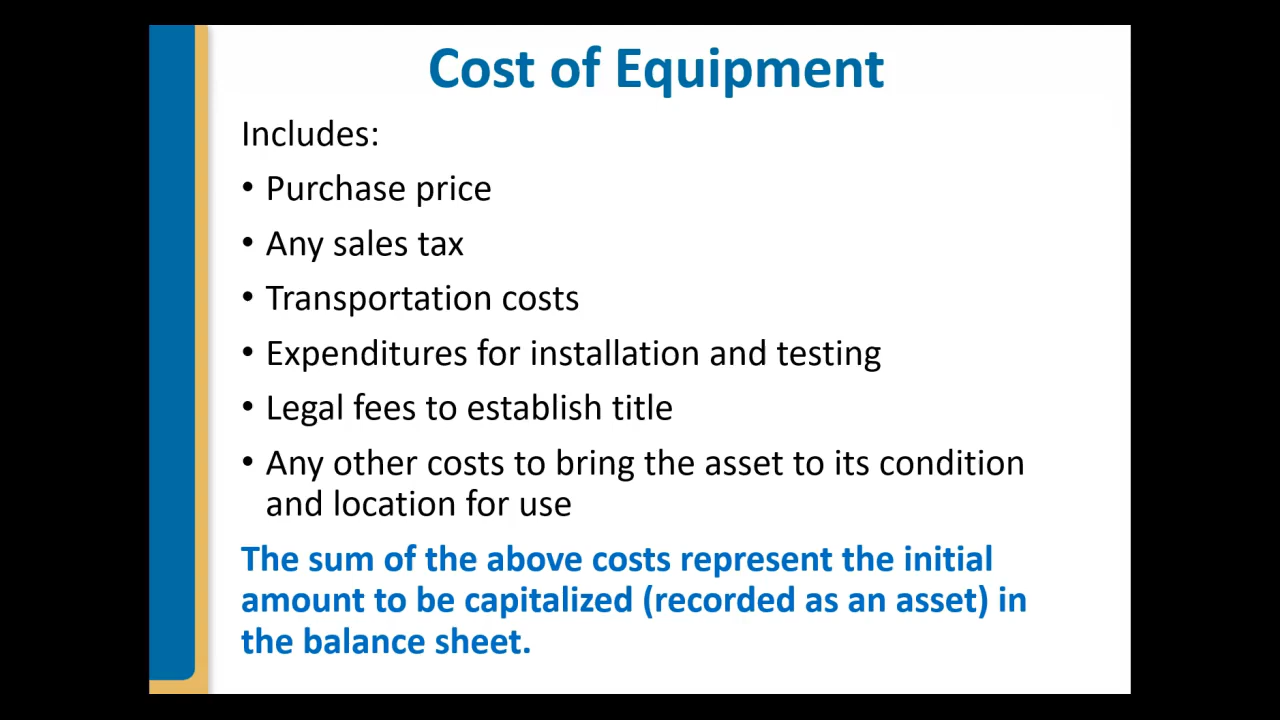 Cost of Equipment
Includes:
• Purchase price
• Any sales tax
• Transportation costs
• Expenditures for installation and testing
• Legal fees to establish title
• Any other costs to bring the asset to its condition
and location for use
The sum of the above costs represent the initial
amount to be capitalized (recorded as an asset) in
the balance sheet.